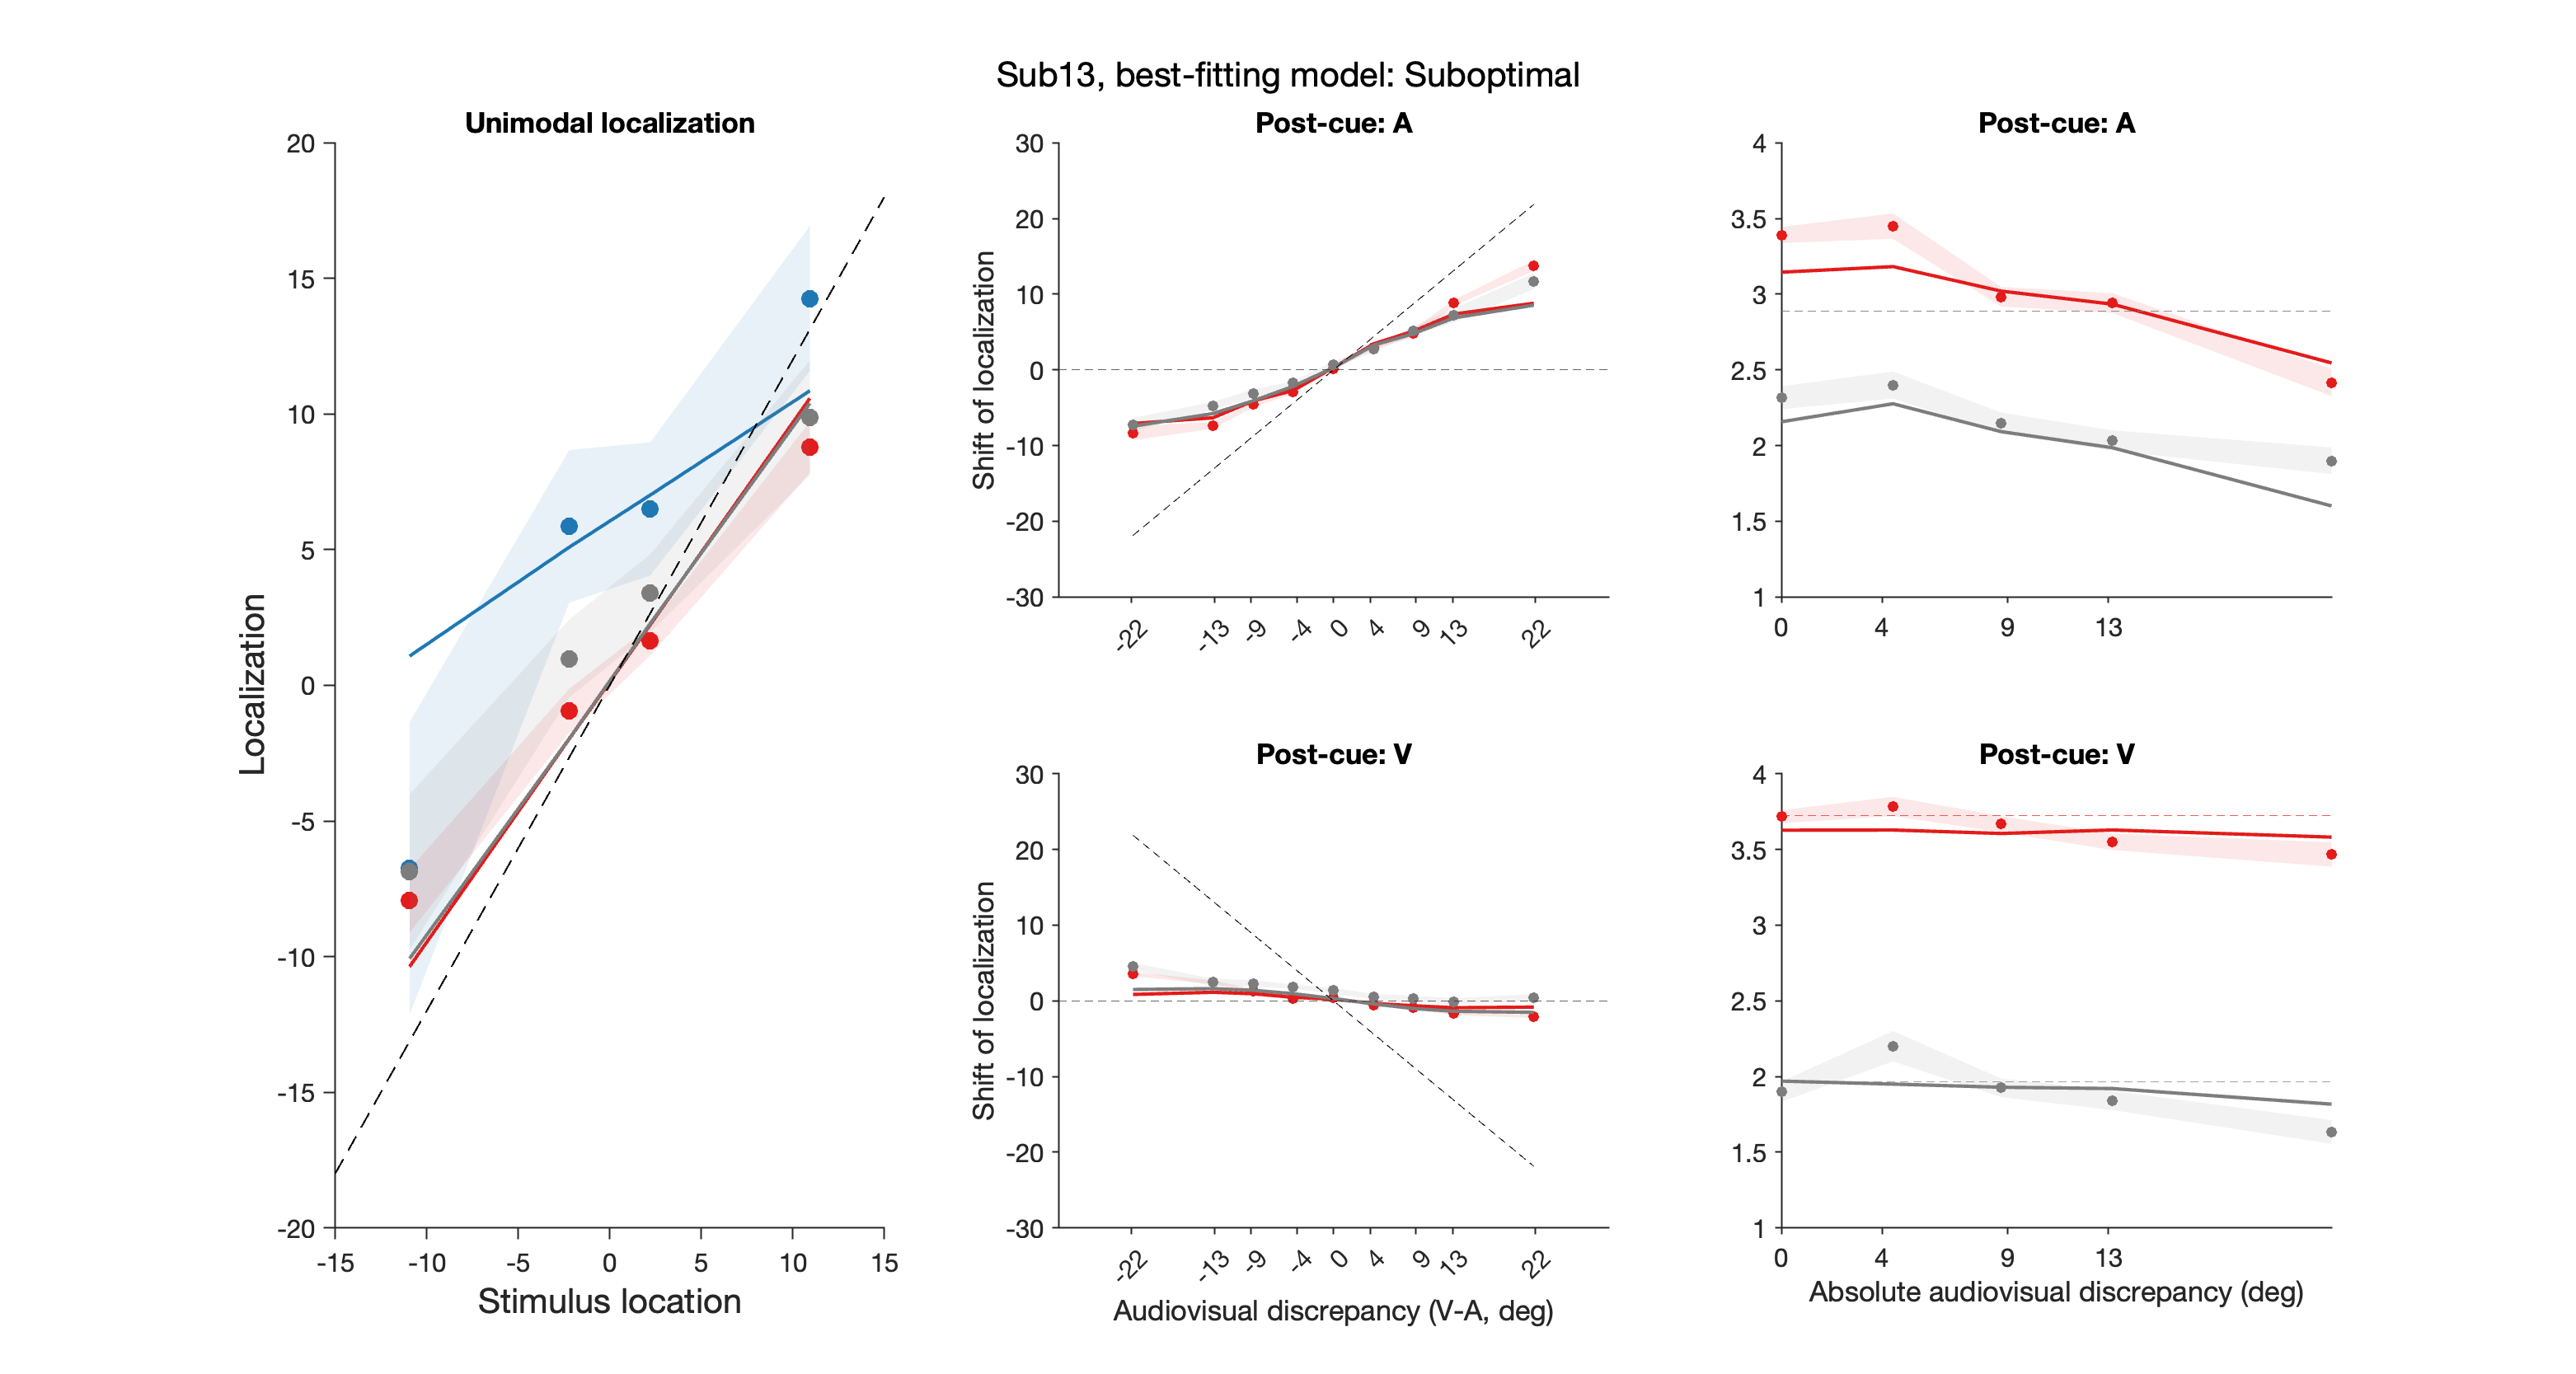 Sub13, best-fitting model: Suboptimal
Unimodal localization
20
15
10
5
0
-5
-10
-15
-20
-15 -10 -5 0 5 10 15
Localization
Stimulus location
Post-cue: A
30
20
10
0
-10
-20
-30
-22 -13 -9 -4 0 4 9 13 22
Shift of localization
Post-cue: A
4
3.5
3
2.5
2
1.5
1
0 4 9 13
Post-cue: V
30
20
10
0
-10
-20
-30
-22 -13 -9 -4 0 4 9 13 22
Shift of localization
Audiovisual discrepancy (V-A, deg)
Post-cue: V
4
3.5
3
2.5
2
1.5
1
0 4 9 13
Absolute audiovisual discrepancy (deg)